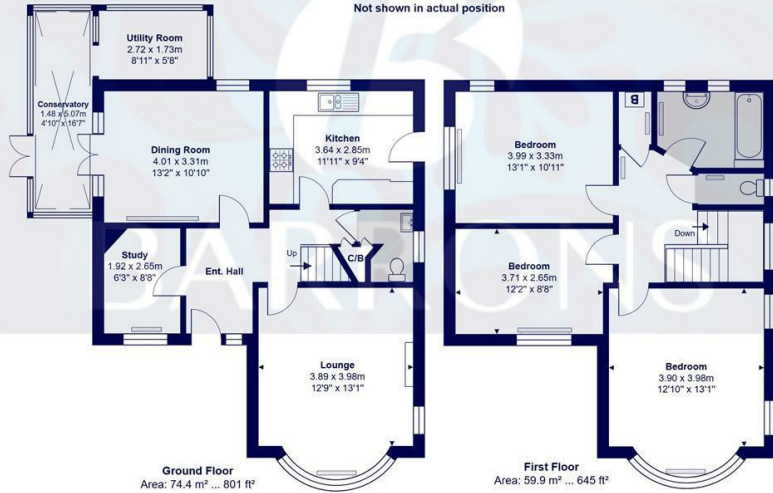 Not shown in actual position
Utility Room
2.72 x 1.73m
8'11" x 5'8"
Conservatory
1.48 x 5.07m
4'10" x 16'7"
Dining Room
4.01 x 3.31m
13'2" x 10'10"
Kitchen
3.64 x 2.85m
11'11" x 9'4"
Study
1.92 x 2.65m
6'3" x 8'8"
Ent. Hall
Up
C/B
Lounge
3.89 x 3.98m
12'9" x 13'1"
Ground Floor
Area: 74.4 m² ... 801 ft²
Bedroom
3.99 x 3.33m
13'1" x 10'11"
B
Bedroom
3.71 x 2.65m
12'2" x 8'8"
Down
Bedroom
3.90 x 3.98m
12'10" x 13'1"
First Floor
Area: 59.9 m² ... 645 ft²
BARRONS